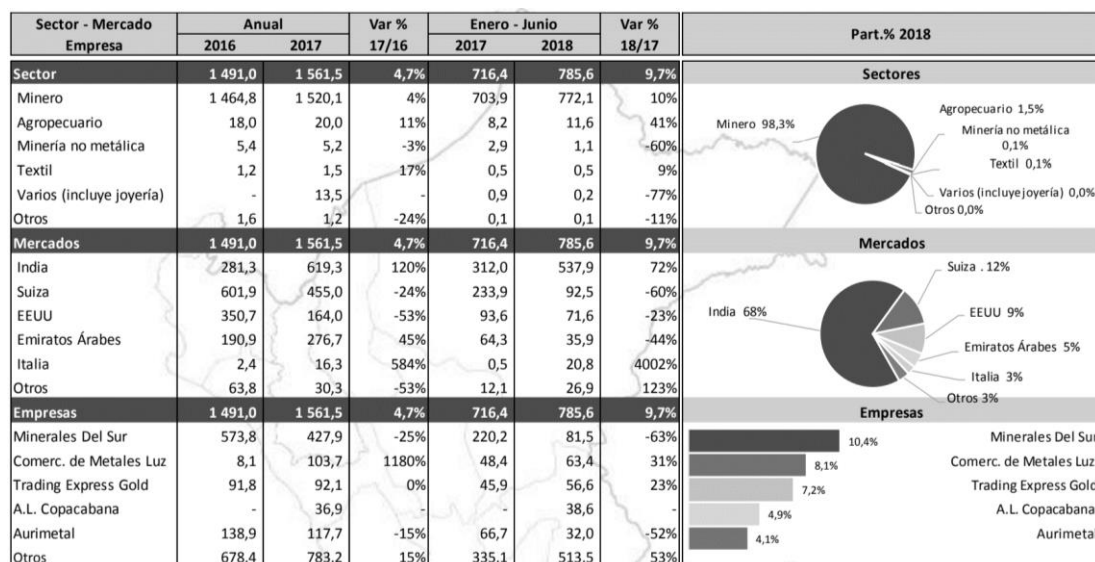 Sector - Mercado Anual Var % Enero - Junio Var % Part.% 2018
Empresa 2016 2017 17/16 2017 2018 18/17
Sector 1 491,0 1 561,5 4,7% 716,4 785,6 9,7%
Minero 1 464,8 1 520,1 4% 703,9 772,1 10%
Agropecuario 18,0 20,0 11% 8,2 11,6 41%
Minería no metálica 5,4 5,2 -3% 2,9 1,1 -60%
Textil 1,2 1,5 17% 0,5 0,5 9%
Varios (incluye joyería) - 13,5 - 0,9 0,2 -77%
Otros 1,6 1,2 -24% 0,1 0,1 -11%
Mercados 1 491,0 1 561,5 4,7% 716,4 785,6 9,7%
India 281,3 619,3 120% 312,0 537,9 72%
Suiza 601,9 455,0 -24% 233,9 92,5 -60%
EEUU 350,7 164,0 -53% 93,6 71,6 -23%
Emiratos Árabes 190,9 276,7 45% 64,3 35,9 -44%
Italia 2,4 16,3 584% 0,5 20,8 4002%
Otros 63,8 30,3 -53% 12,1 26,9 123%
Empresas 1 491,0 1 561,5 4,7% 716,4 785,6 9,7%
Minerales Del Sur 573,8 427,9 -25% 220,2 81,5 -63%
Comerc. de Metales Luz 8,1 103,7 1180% 48,4 63,4 31%
Trading Express Gold 91,8 92,1 0% 45,9 56,6 23%
A.L. Copacabana - 36,9 - - 38,6 -
Aurimetal 138,9 117,7 -15% 66,7 32,0 -52%
Otros 678,4 783,2 15% 335,1 513,5 53%
Sectores
Minero 98,3%
Agropecuario 1,5%
Minería no metálica
0,1%
Textil 0,1%
Varios (incluye joyería) 0,0%
Otros 0,0%
Mercados
India 68%
Suiza . 12%
EEUU 9%
Emiratos Árabes 5%
Italia 3%
Otros 3%
Empresas
10,4% Minerales Del Sur
8,1% Comerc. de Metales Luz
7,2% Trading Express Gold
4,9% A.L. Copacabana
4,1% Aurimetal